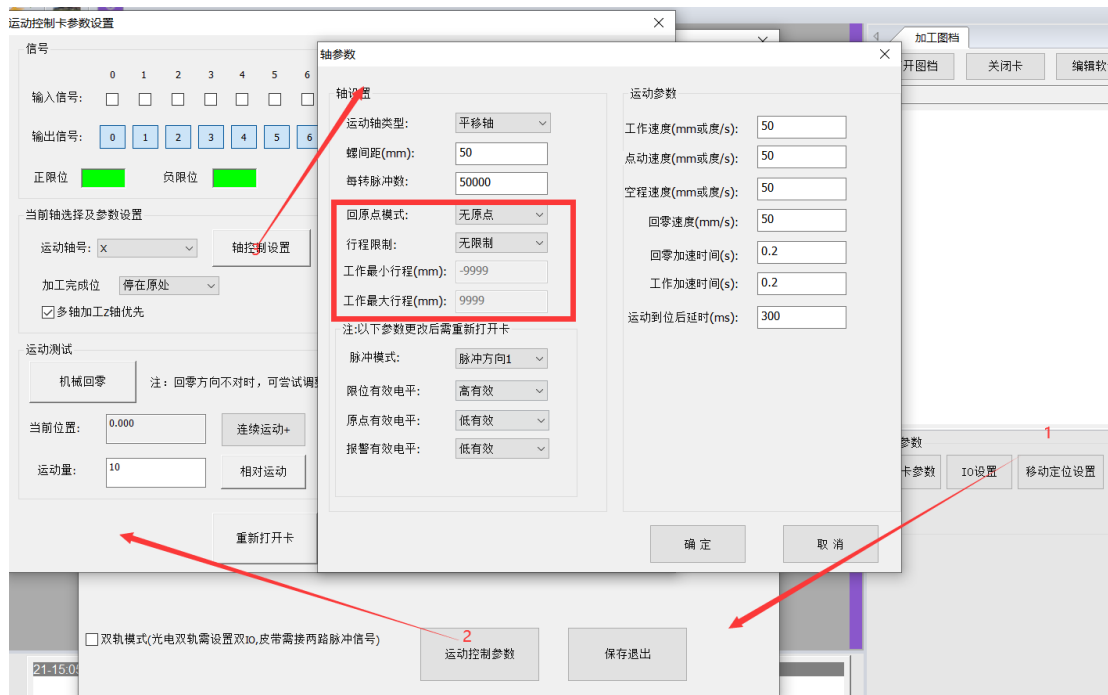 运动控制卡参数设置
信号
0 1 2 3 4 5 6
输入信号:
输出信号: 0 1 2 3 4 5 6
正限位 负限位
当前轴选择及参数设置
运动轴号: X 轴控制设置
3
加工完成位 停在原处
多轴加工Z轴优先
运动测试
机械回零 注：回零方向不对时，可尝试调整
当前位置: 0.000 连续运动+
运动量: 10 相对运动
重新打开卡
轴参数
轴设置
运动轴类型: 平移轴
螺间距(mm): 50
每转脉冲数: 50000
回原点模式: 无原点
行程限制: 无限制
工作最小行程(mm): -9999
工作最大行程(mm): 9999
注:以下参数更改后需重新打开卡
脉冲模式: 脉冲方向1
限位有效电平: 高有效
原点有效电平: 低有效
报警有效电平: 低有效
运动参数
工作速度(mm或度/s): 50
点动速度(mm或度/s): 50
空程速度(mm或度/s): 50
回零速度(mm/s): 50
回零加速时间(s): 0.2
工作加速时间(s): 0.2
运动到位后延时(ms): 300
确定 取消
加工图档
开图档 关闭卡 编辑软
1
参数
卡参数 IO设置 移动定位设置
双轨模式(光电双轨需设置双IO,皮带需接两路脉冲信号)
2
运动控制参数 保存退出
21-15:05